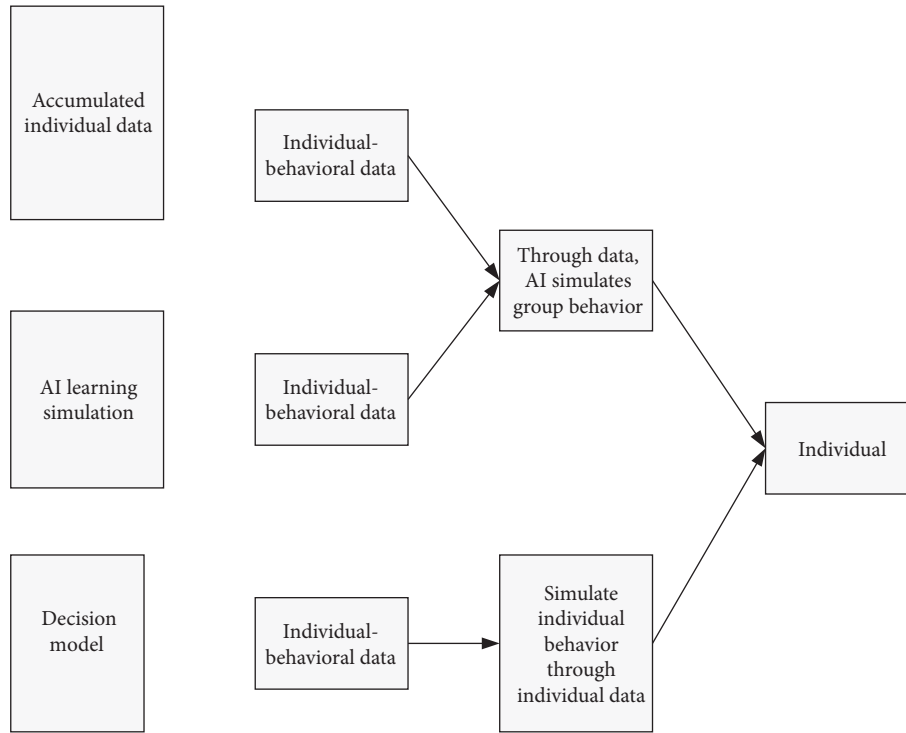 Accumulated
individual data
Individual-
behavioral data
Through data,
AI simulates
group behavior
AI learning
simulation
Individual-
behavioral data
Individual
Decision
model
Individual-
behavioral data
Simulate
individual
behavior
through
individual data